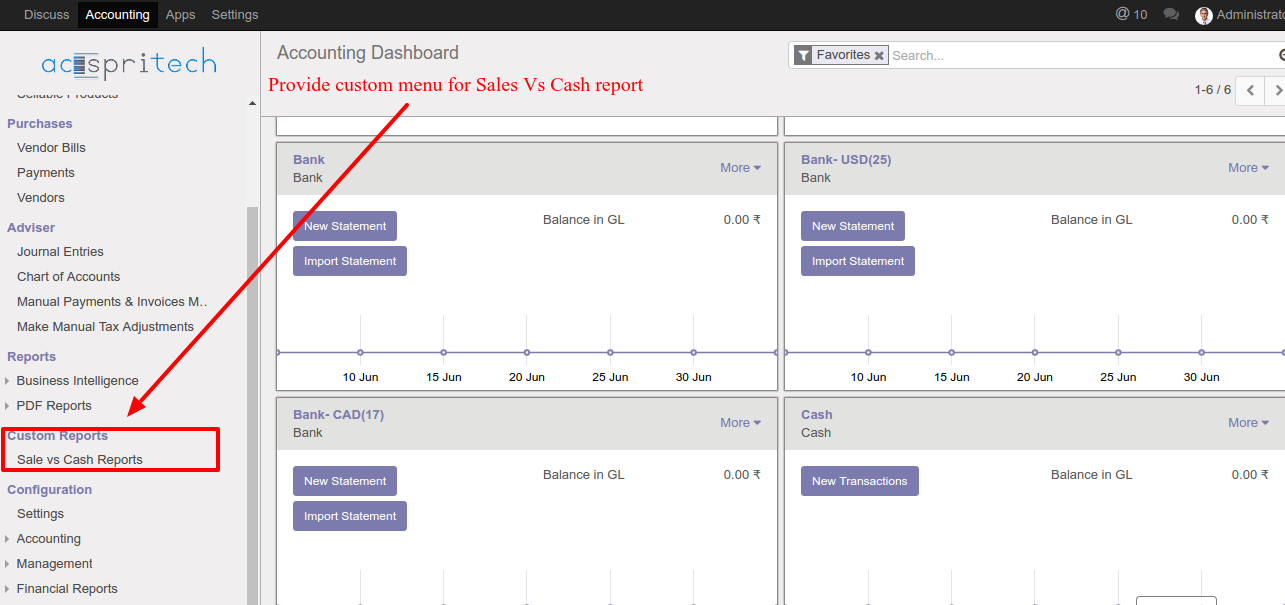 Discuss Accounting Apps Settings @ 10 Administrato
acespritech
Accounting Dashboard
Favorites Search...
Provide custom menu for Sales Vs Cash report
1-6 / 6
Sellable Products
Purchases
Vendor Bills
Payments
Vendors
Adviser
Journal Entries
Chart of Accounts
Manual Payments & Invoices M..
Make Manual Tax Adjustments
Reports
Business Intelligence
PDF Reports
Custom Reports
Sale vs Cash Reports
Configuration
Settings
Accounting
Management
Financial Reports
Bank
Bank
More
New Statement
Balance in GL 0.00 ₹
Import Statement
10 Jun 15 Jun 20 Jun 25 Jun 30 Jun
Bank- USD(25)
Bank
More
New Statement
Balance in GL 0.00 ₹
Import Statement
10 Jun 15 Jun 20 Jun 25 Jun 30 Jun
Bank- CAD(17)
Bank
More
New Statement
Balance in GL 0.00 ₹
Import Statement
Cash
Cash
More
New Transactions
Balance in GL 0.00 ₹